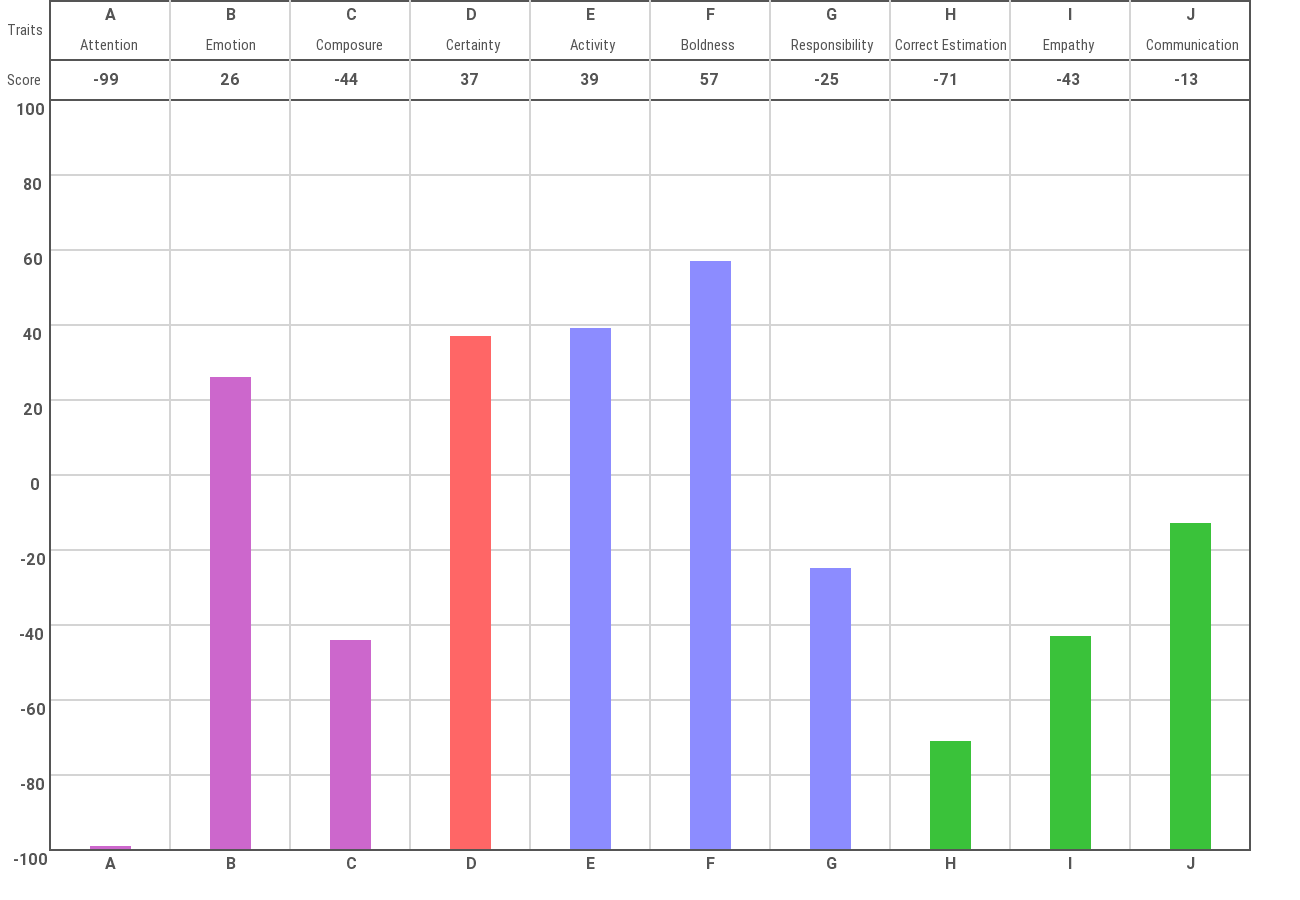 A B C D E F G H I J
Traits
Attention Emotion Composure Certainty Activity Boldness Responsibility Correct Estimation Empathy Communication
Score -99 26 -44 37 39 57 -25 -71 -43 -13
100
80
60
40
20
0
-20
-40
-60
-80
-100
A B C D E F G H I J